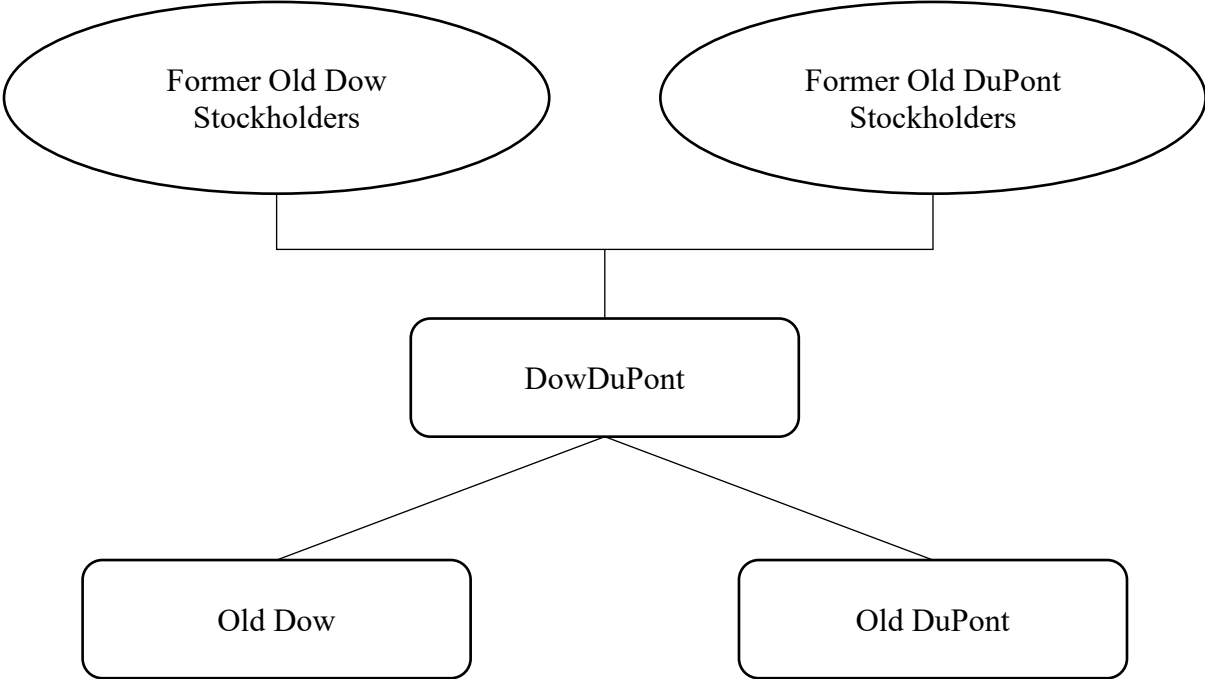 Former Old Dow
Stockholders
Former Old DuPont
Stockholders
DowDuPont
Old Dow
Old DuPont